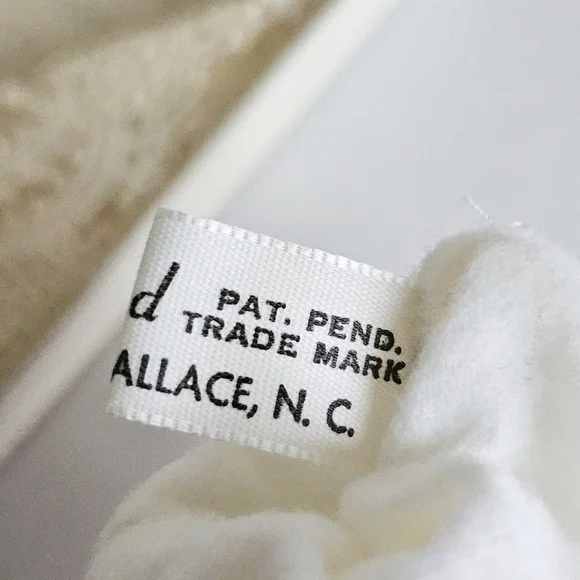 d PAT. PEND.
TRADE MARK
ALLACE, N. C.